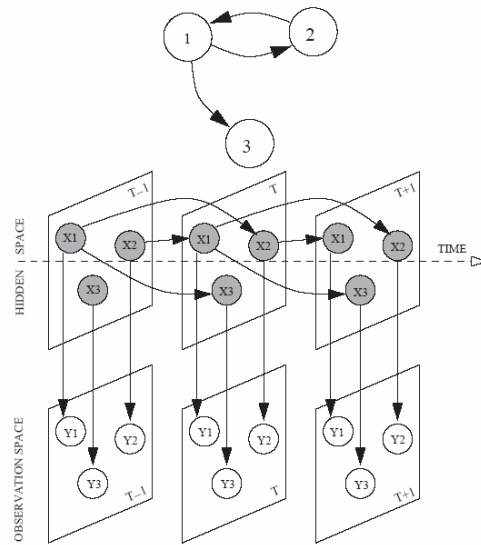 1
2
3
T-1
T
T+1
X1
X2
X1
X2
X1
X2
TIME
X3
X3
X3
HIDDEN SPACE
Y1
Y2
Y1
Y2
Y1
Y2
Y3
Y3
Y3
T-1
T
T+1
OBSERVATION SPACE